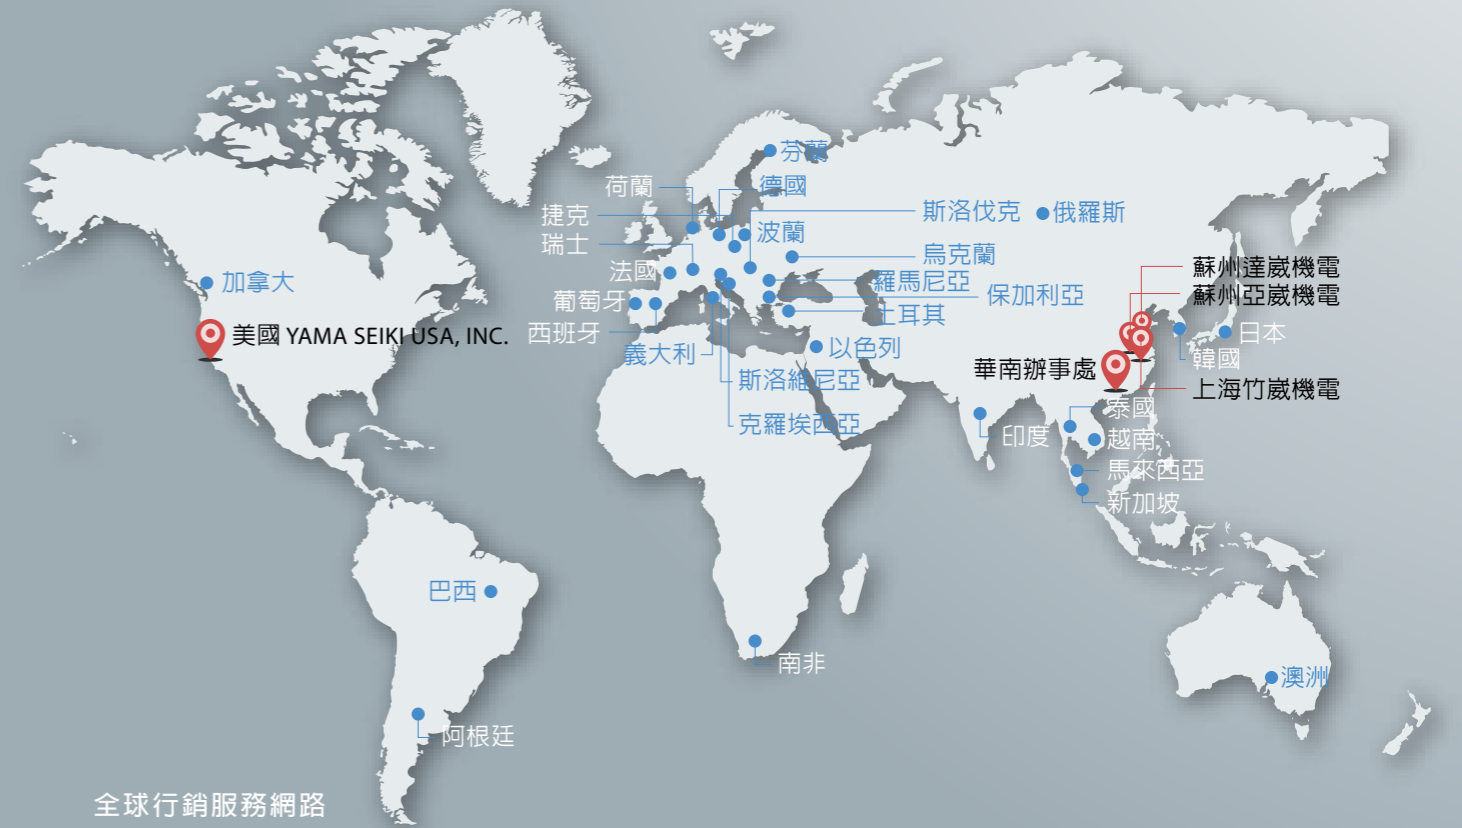 芬蘭
荷蘭
德國
捷克
斯洛伐克
俄羅斯
波蘭
瑞士
烏克蘭
法國
羅馬尼亞
蘇州達崴機電
加拿大
保加利亞
蘇州亞崴機電
葡萄牙
土耳其
美國 YAMA SEIKI USA, INC.
西班牙
日本
義大利
以色列
韓國
華南辦事處
斯洛維尼亞
上海竹崴機電
泰國
克羅埃西亞
印度
越南
馬來西亞
新加坡
巴西
南非
澳洲
阿根廷
全球行銷服務網路